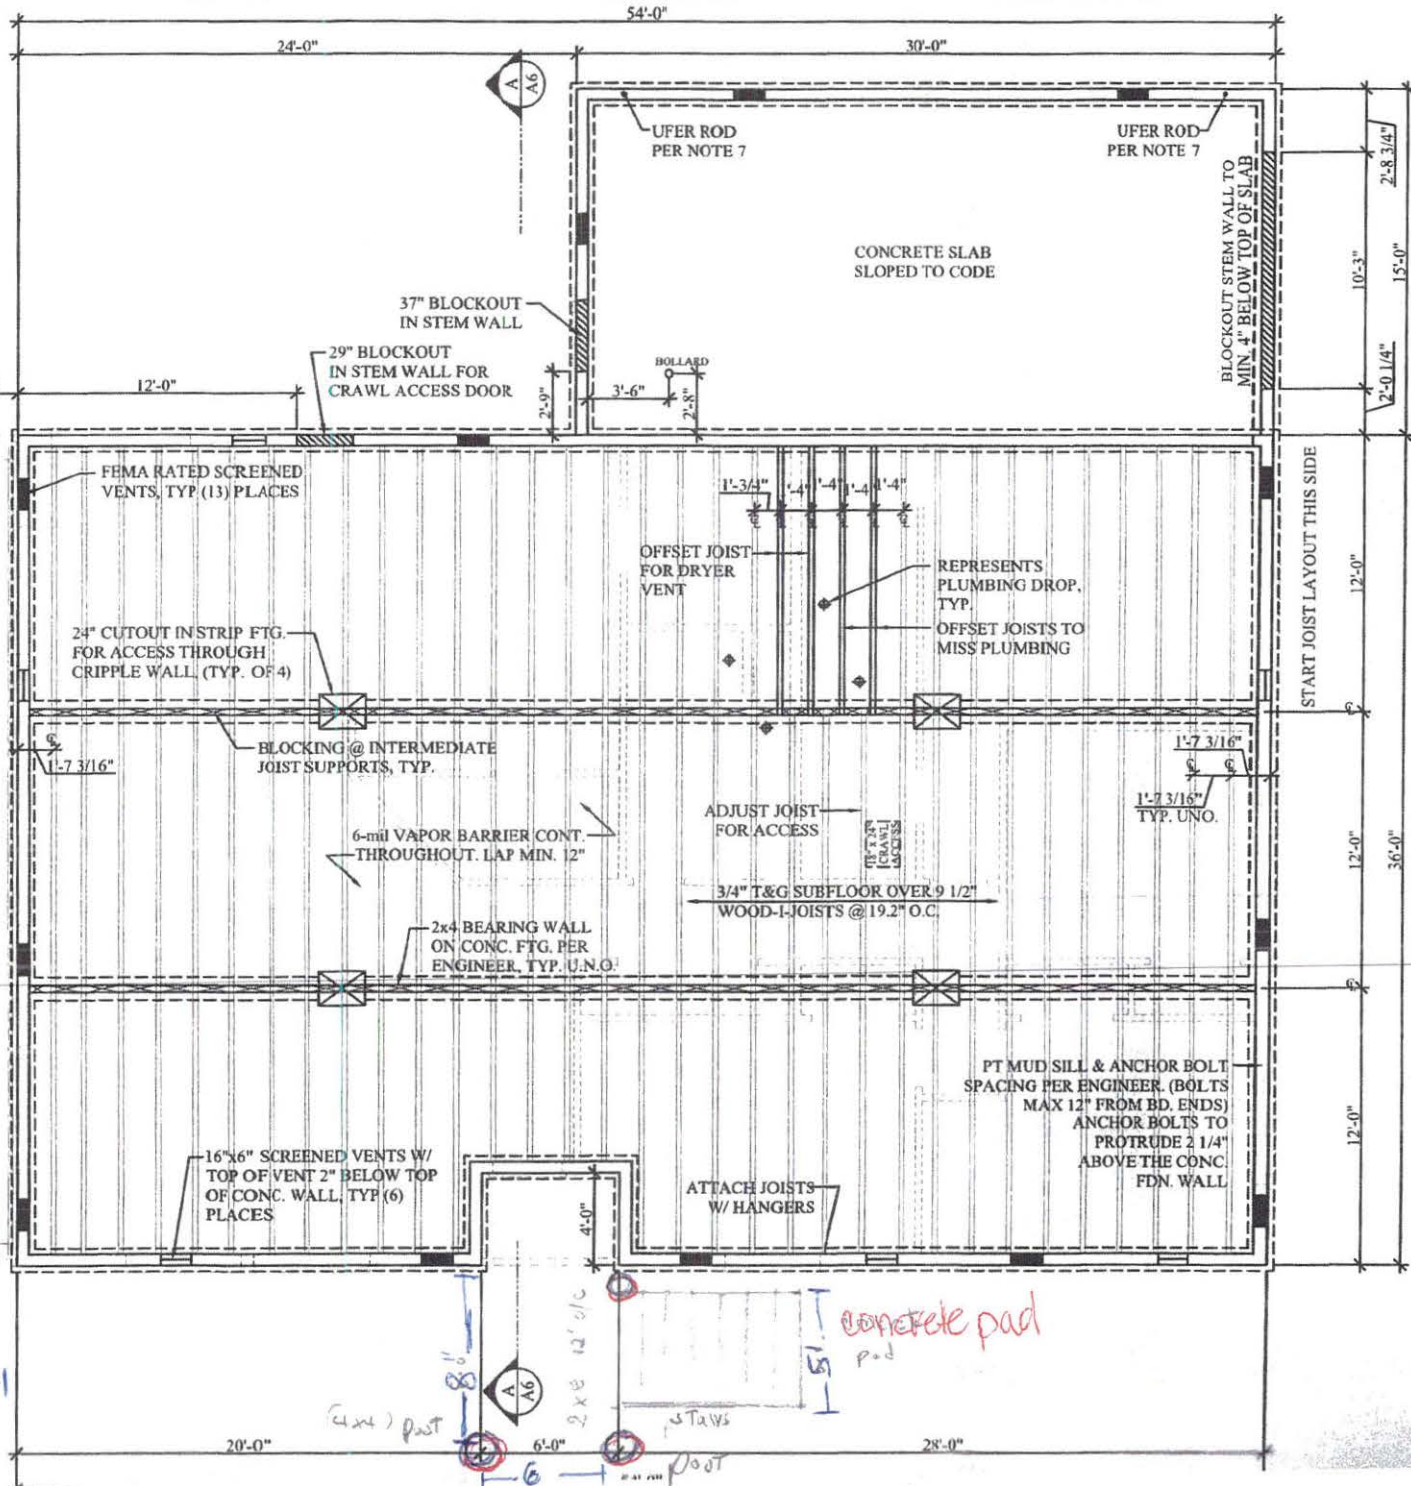 54'-0"
24'-0"
30'-0"
A
A6
UFER ROD
PER NOTE 7
UFER ROD
PER NOTE 7
2'-8 3/4"
BLOCKOUT STEM WALL TO
MIN. 4" BELOW TOP OF SLAB
CONCRETE SLAB
SLOPED TO CODE
10'-3"
15'-0"
37" BLOCKOUT
IN STEM WALL
29" BLOCKOUT
IN STEM WALL FOR
CRAWL ACCESS DOOR
BOLLARD
12'-0"
2'-9"
3'-6"
2'-8"
2'-0 1/4"
FEMA RATED SCREENED
VENTS, TYP (13) PLACES
1'-3/4"
1'-4"
1'-4"
1'-4"
1'-4"
START JOIST LAYOUT THIS SIDE
OFFSET JOIST
FOR DRYER
VENT
REPRESENTS
PLUMBING DROP,
TYP.
12'-0"
OFFSET JOISTS TO
MISS PLUMBING
24" CUTOUT IN STRIP FTG.
FOR ACCESS THROUGH
CRIPPLE WALL, (TYP. OF 4)
BLOCKING @ INTERMEDIATE
JOIST SUPPORTS, TYP.
1'-7 3/16"
1'-7 3/16"
1'-7 3/16"
TYP. UNO.
6-mil VAPOR BARRIER CONT.
THROUGHOUT. LAP MIN. 12"
ADJUST JOIST
FOR ACCESS
18" x 24"
CRAWL
ACCESS
12'-0"
36'-0"
3/4" T&G SUBFLOOR OVER 9 1/2"
WOOD-I-JOISTS @ 19.2" O.C.
2x4 BEARING WALL
ON CONC. FTG. PER
ENGINEER, TYP. U.N.O.
PT MUD SILL & ANCHOR BOLT
SPACING PER ENGINEER. (BOLTS
MAX 12" FROM BD. ENDS)
ANCHOR BOLTS TO
PROTRUDE 2 1/4"
ABOVE THE CONC.
FDN. WALL
12'-0"
16"x6" SCREENED VENTS W/
TOP OF VENT 2" BELOW TOP
OF CONC. WALL, TYP (6)
PLACES
ATTACH JOISTS
W/ HANGERS
4'-0"
2x8 12' o/c
concrete pad
pad
5'
8'
A
A6
(4x4) post
stairs
20'-0"
6'-0"
28'-0"
6
post